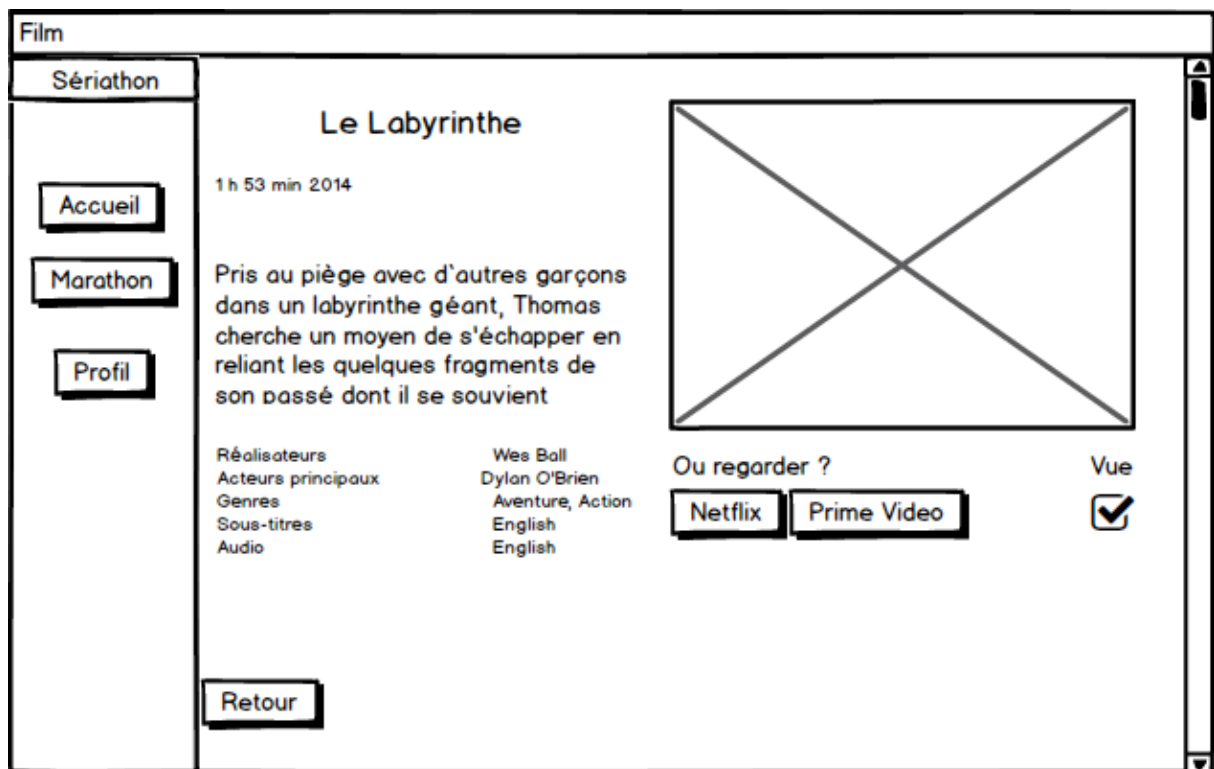 Film
Sériathon
Accueil
Marathon
Profil
Le Labyrinthe
1 h 53 min 2014
Pris au piège avec d`autres garçons
dans un labyrinthe géant, Thomas
cherche un moyen de s'échapper en
reliant les quelques fragments de
son passé dont il se souvient
Réalisateurs Wes Ball
Acteurs principaux Dylan O'Brien
Genres Aventure, Action
Sous-titres English
Audio English
Ou regarder ? Vue
Netflix Prime Video
Retour